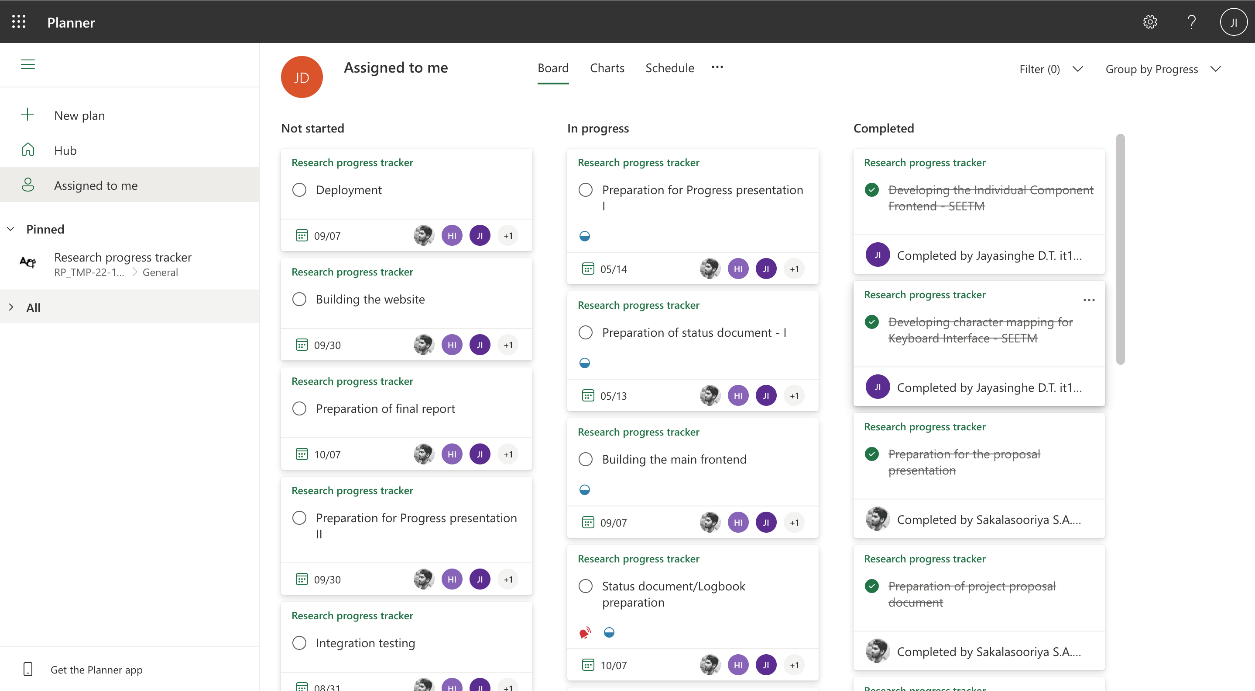 Planner
?
JI
New plan
Hub
Assigned to me
Pinned
Research progress tracker
RP_TMP-22-1... > General
All
Get the Planner app
JD
Assigned to me
Board Charts Schedule ...
Filter (0)
Group by Progress
Not started
Research progress tracker
Deployment
09/07
HI JI +1
Research progress tracker
Building the website
09/30
HI JI +1
Research progress tracker
Preparation of final report
10/07
HI JI +1
Research progress tracker
Preparation for Progress presentation
II
09/30
HI JI +1
Research progress tracker
Integration testing
08/31
HI JI +1
In progress
Research progress tracker
Preparation for Progress presentation
I
05/14
HI JI +1
Research progress tracker
Preparation of status document - I
05/13
HI JI +1
Research progress tracker
Building the main frontend
09/07
HI JI +1
Research progress tracker
Status document/Logbook
preparation
10/07
HI JI +1
Completed
Research progress tracker
Developing the Individual Component
Frontend - SEETM
JI Completed by Jayasinghe D.T. it1...
Research progress tracker
...
Developing character mapping for
Keyboard Interface - SEETM
JI Completed by Jayasinghe D.T. it1...
Research progress tracker
Preparation for the proposal
presentation
Completed by Sakalasooriya S.A....
Research progress tracker
Preparation of project proposal
document
Completed by Sakalasooriya S.A....
Research progress tracker